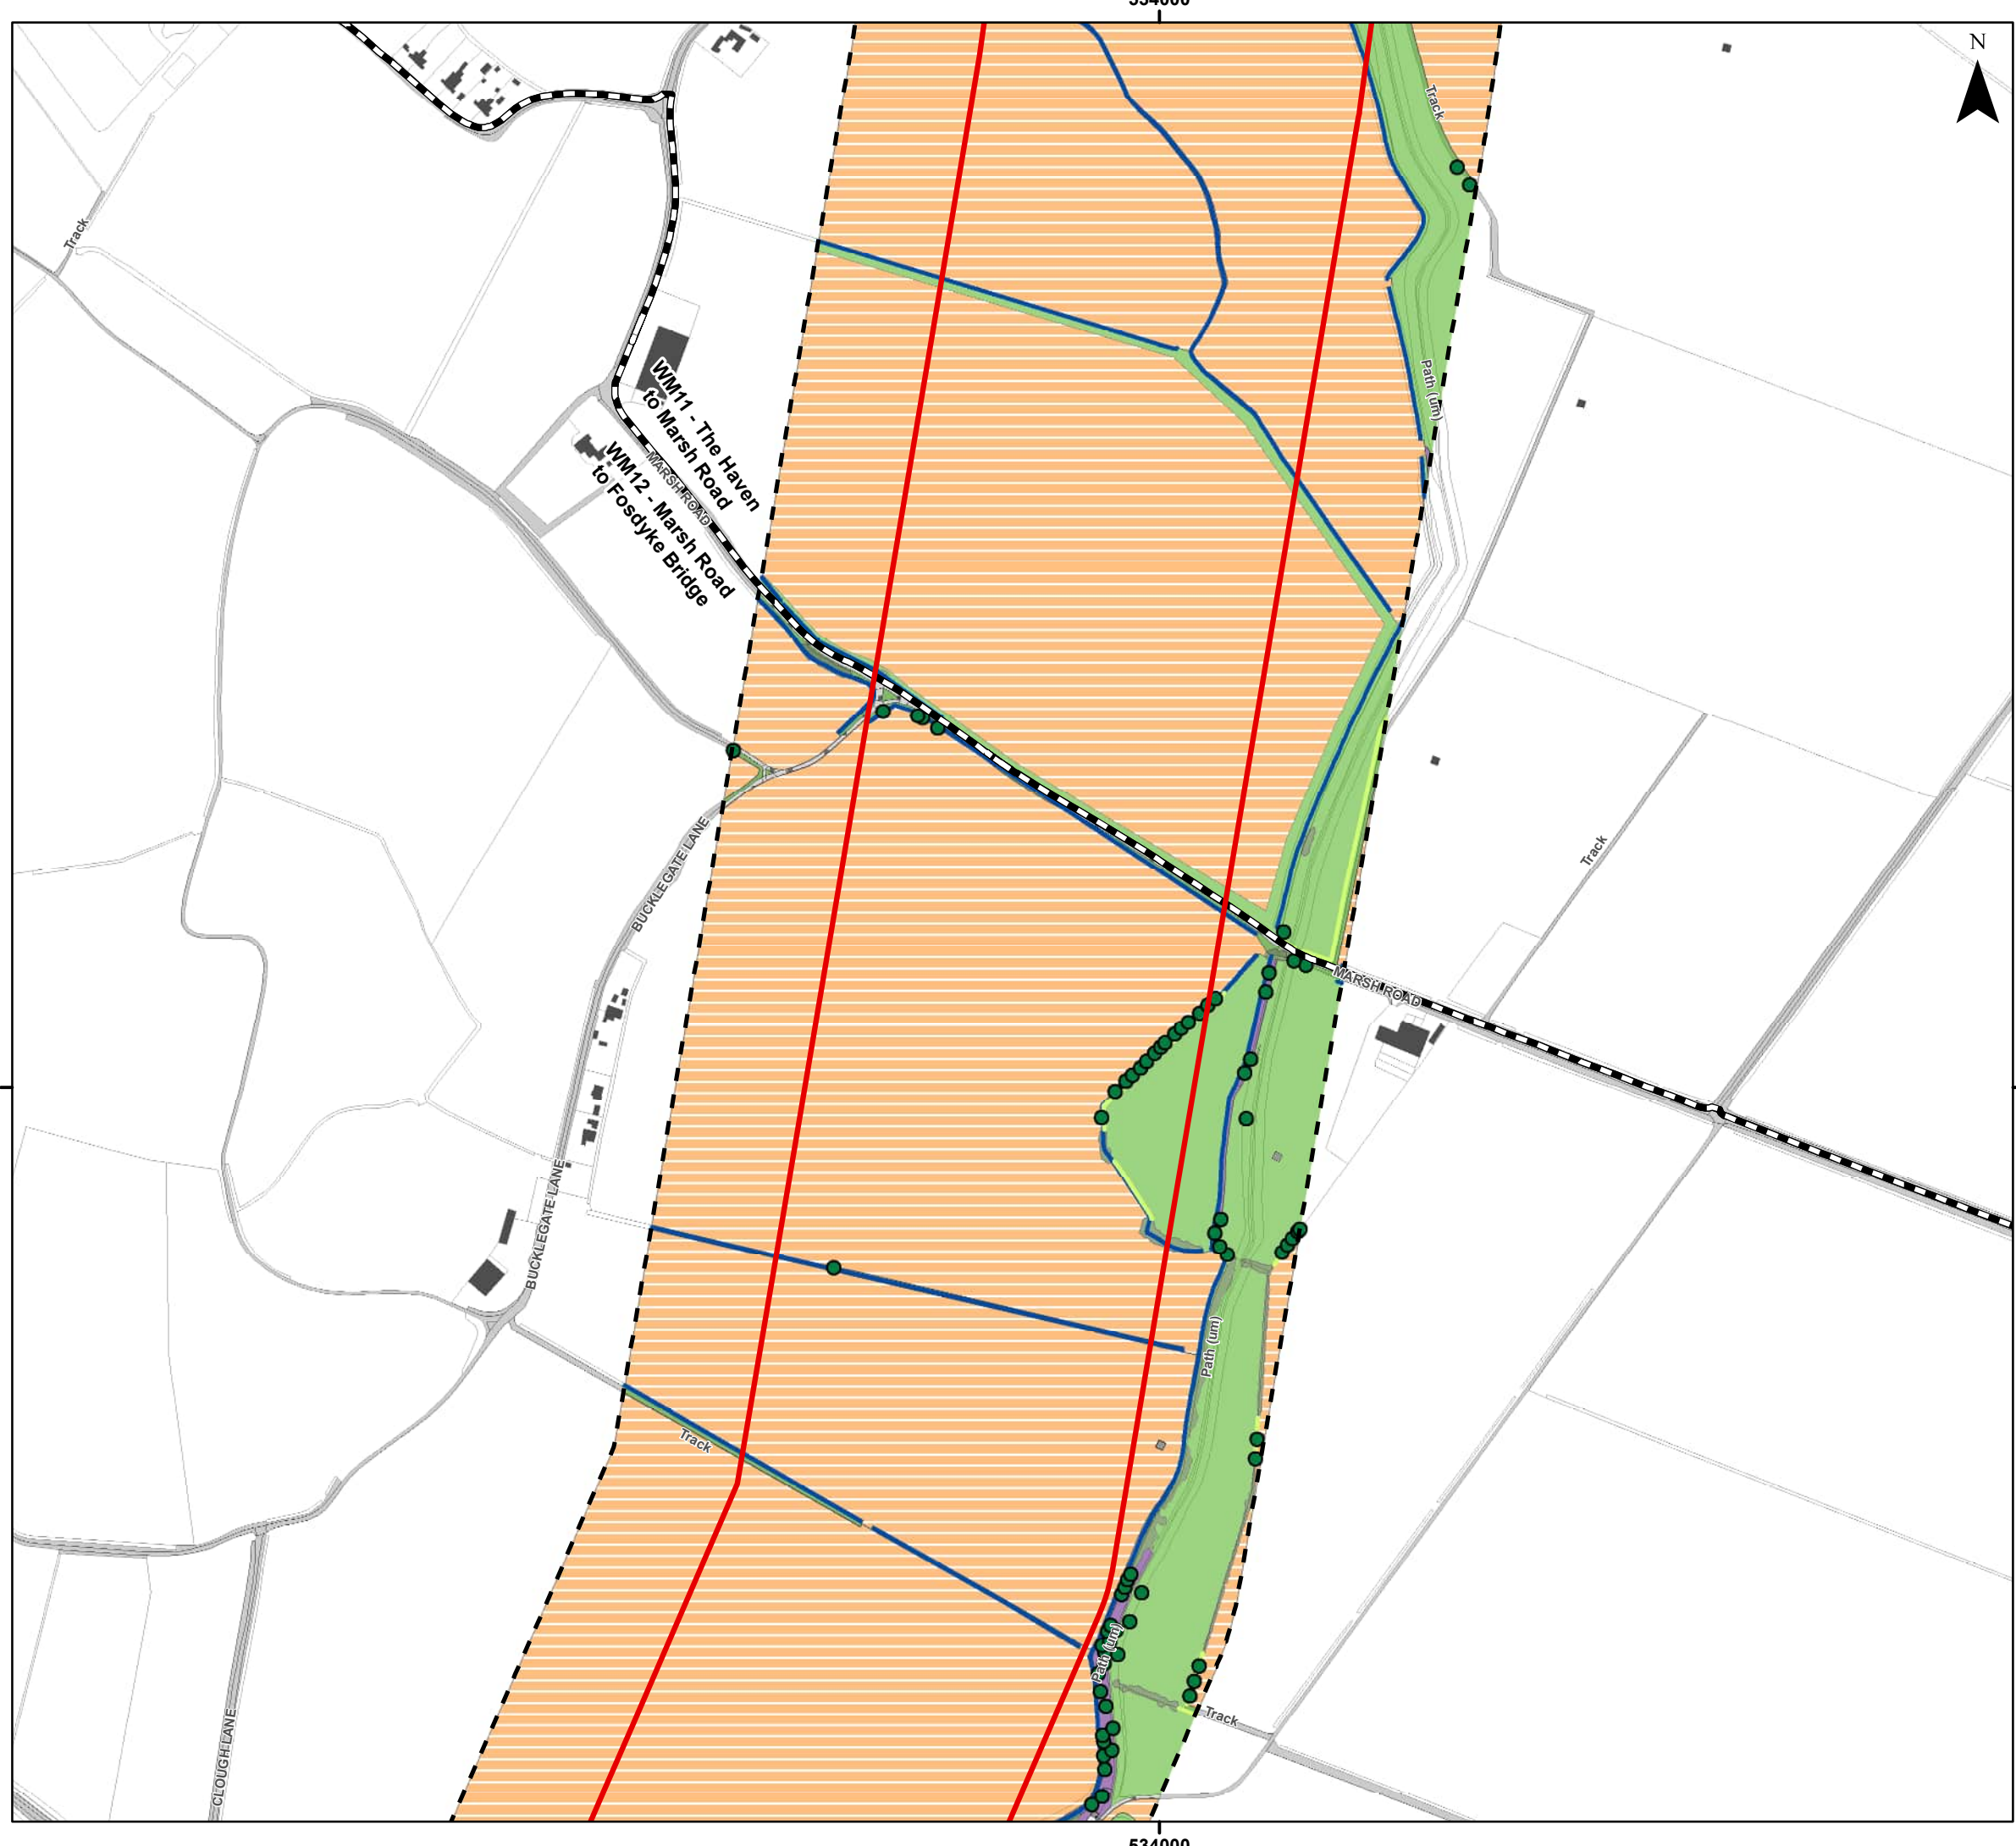 534000
N
Track
Track
Path (um)
WM11 - The Haven
to Marsh Road
MARSH ROAD
WM12 - Marsh Road
to Fosdyke Bridge
BUCKLEGATE LANE
Track
MARSH ROAD
BUCKLEGATE LANE
Path (um)
Track
Path (um)
Track
CLOUGH LANE
534000